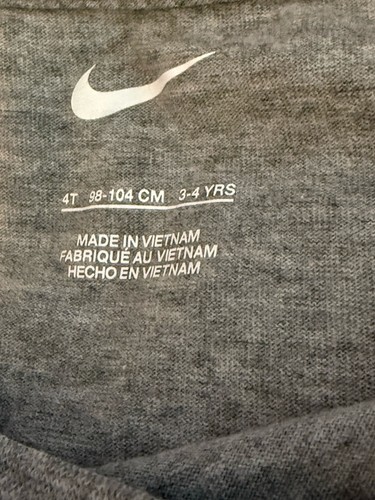 4T 98-104 CM 3-4 YRS
MADE IN VIETNAM
FABRIQUÉ AU VIETNAM
HECHO EN VIETNAM